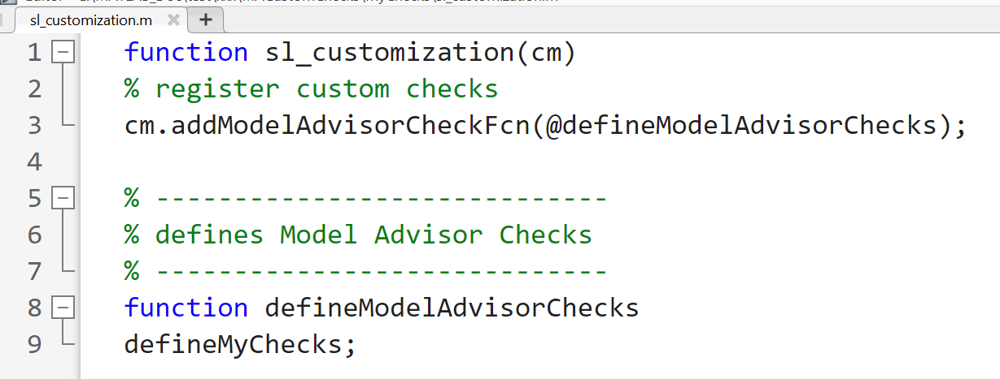 sl_customization.m
1 function sl_customization(cm)
2 % register custom checks
3 cm.addModelAdvisorCheckFcn(@defineModelAdvisorChecks);
4
5 % -----------------------------
6 % defines Model Advisor Checks
7 % -----------------------------
8 function defineModelAdvisorChecks
9 defineMyChecks;